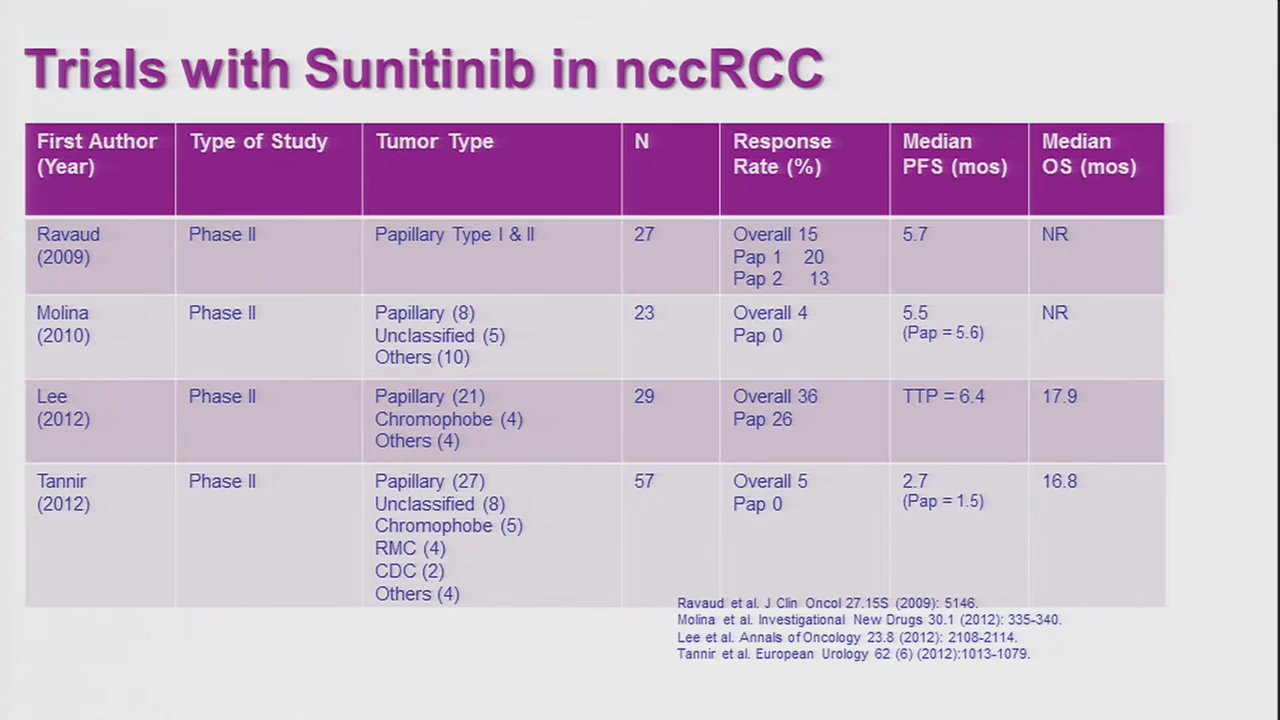 Trials with Sunitinib in nccRCC
First Author (Year) Type of Study Tumor Type N Response Rate (%) Median PFS (mos) Median OS (mos)
Ravaud (2009) Phase II Papillary Type I & II 27 Overall 15 5.7 NR
Pap 1 20
Pap 2 13
Molina (2010) Phase II Papillary (8) 23 Overall 4 5.5 NR
Unclassified (5) Pap 0 (Pap = 5.6)
Others (10)
Lee (2012) Phase II Papillary (21) 29 Overall 36 TTP = 6.4 17.9
Chromophobe (4) Pap 26
Others (4)
Tannir (2012) Phase II Papillary (27) 57 Overall 5 2.7 16.8
Unclassified (8) Pap 0 (Pap = 1.5)
Chromophobe (5)
RMC (4)
CDC (2)
Others (4)
Ravaud et al. J Clin Oncol 27.15S (2009): 5146.
Molina et al. Investigational New Drugs 30.1 (2012): 335-340.
Lee et al. Annals of Oncology 23.8 (2012): 2108-2114.
Tannir et al. European Urology 62 (6) (2012):1013-1079.